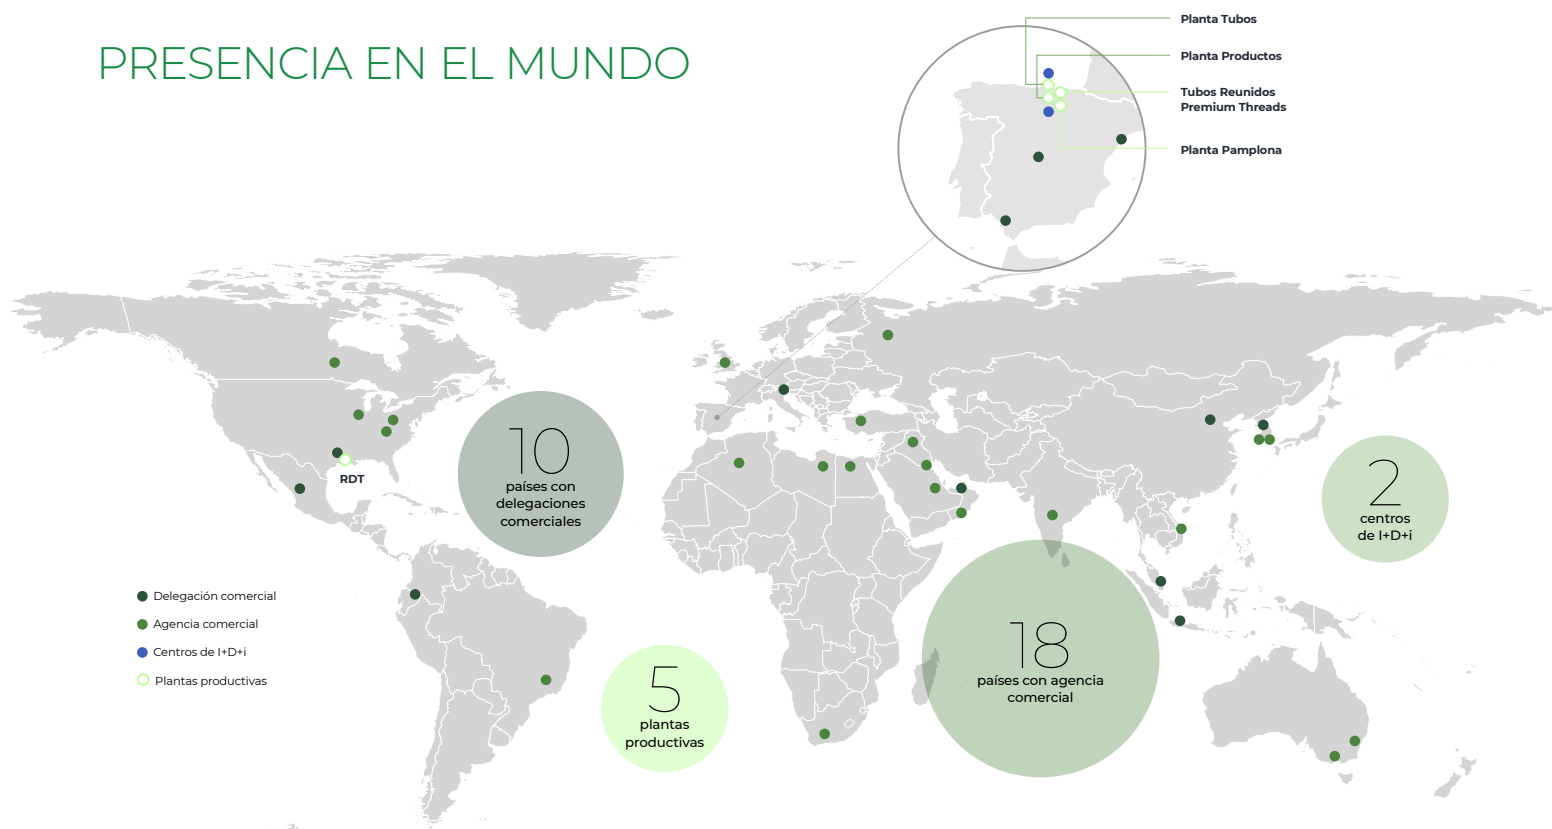 PRESENCIA EN EL MUNDO
Planta Tubos
Planta Productos
Tubos Reunidos
Premium Threads
Planta Pamplona
10
países con
delegaciones
comerciales
RDT
2
centros
de I+D+i
Delegación comercial
Agencia comercial
Centros de I+D+i
Plantas productivas
5
plantas
productivas
18
países con agencia
comercial